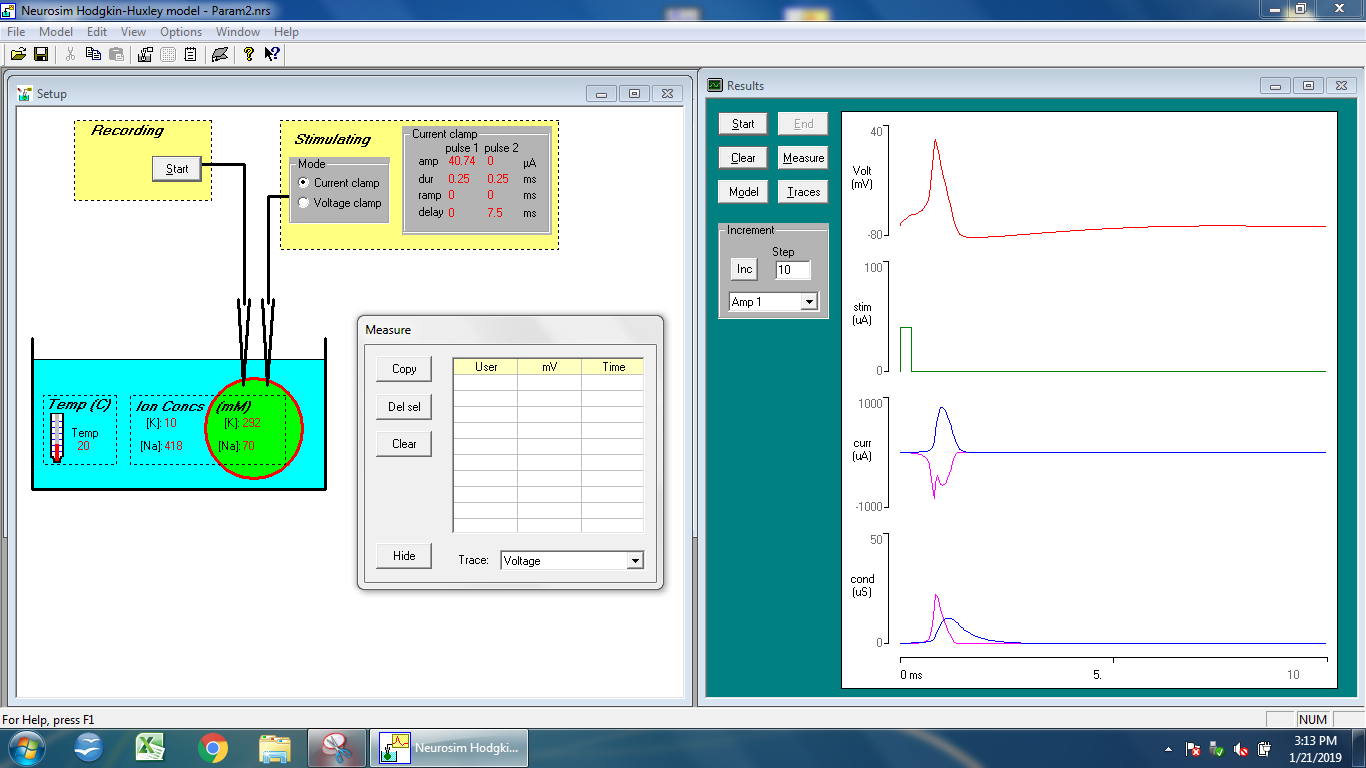 Neurosim Hodgkin-Huxley model - Param2.nrs
File Model Edit View Options Window Help
Setup
Recording
Start
Stimulating
Mode
Current clamp
Voltage clamp
Current clamp
pulse 1 pulse 2
amp 40.74 0 µA
dur 0.25 0.25 ms
ramp 0 0 ms
delay 0 7.5 ms
Temp (C)
Temp
20
Ion Concs (mM)
[K]: 10 [K]: 292
[Na]: 418 [Na]: 70
Measure
Copy
Del sel
Clear
Hide
User mV Time
Trace: Voltage
Results
Start End
Clear Measure
Model Traces
Increment
Step
Inc 10
Amp 1
40
Volt
(mV)
-80
100
stim
(uA)
0
1000
curr
(uA)
-1000
50
cond
(uS)
0
0 ms 5. 10
For Help, press F1
NUM
Neurosim Hodgki...
3:13 PM
1/21/2019